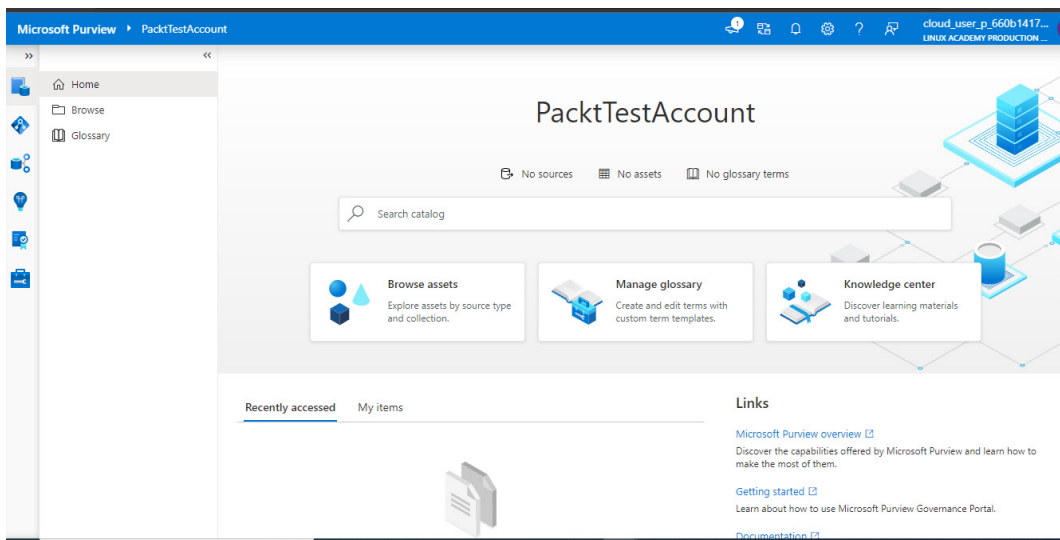 Microsoft Purview PacktTestAccount
1
?
cloud_user_p_660b1417...
LINUX ACADEMY PRODUCTION ...
Home
Browse
Glossary
PacktTestAccount
No sources No assets No glossary terms
Search catalog
Browse assets
Explore assets by source type
and collection.
Manage glossary
Create and edit terms with
custom term templates.
Knowledge center
Discover learning materials
and tutorials.
Recently accessed My items
Links
Microsoft Purview overview
Discover the capabilities offered by Microsoft Purview and learn how to
make the most of them.
Getting started
Learn about how to use Microsoft Purview Governance Portal.
Documentation